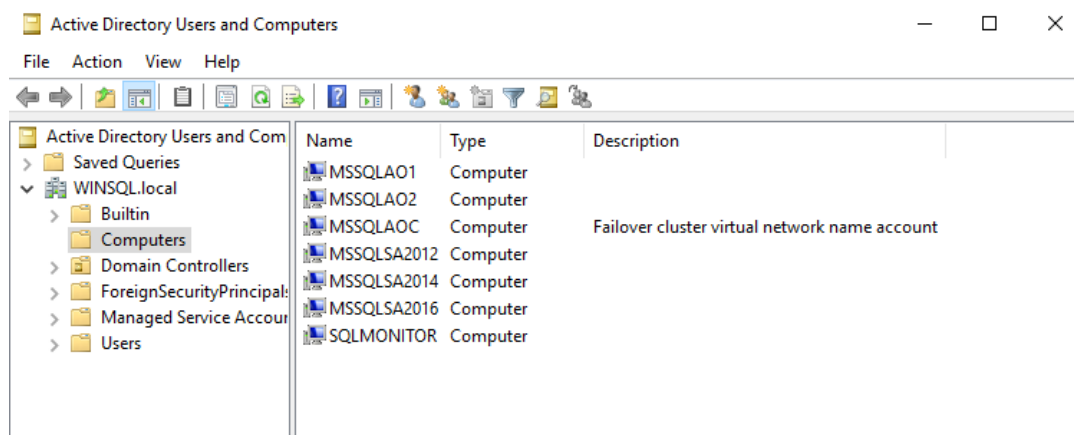 Active Directory Users and Computers
File Action View Help
Active Directory Users and Com
Saved Queries
WINSQL.local
Builtin
Computers
Domain Controllers
ForeignSecurityPrincipal
Managed Service Accour
Users
Name Type Description
MSSQLAO1 Computer
MSSQLAO2 Computer
MSSQLAOC Computer Failover cluster virtual network name account
MSSQLSA2012 Computer
MSSQLSA2014 Computer
MSSQLSA2016 Computer
SQLMONITOR Computer